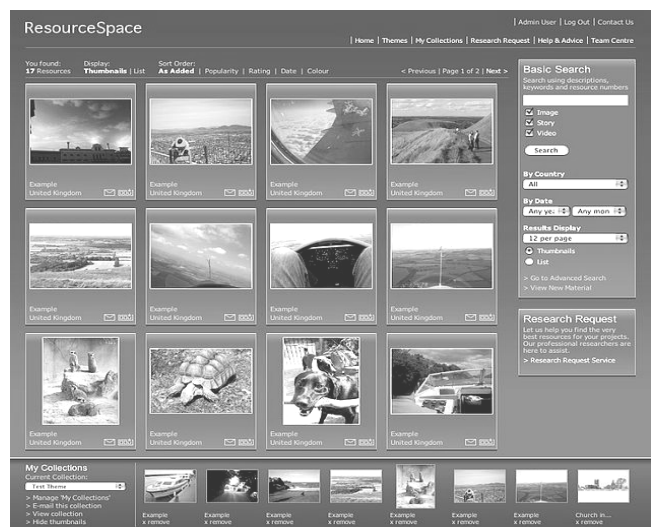 ResourceSpace
| Admin User | Log Out | Contact Us
| Home | Themes | My Collections | Research Request | Help & Advice | Team Centre
You found:
17 Resources
Display:
Thumbnails | List
Sort Order:
As Added | Popularity | Rating | Date | Colour
< Previous | Page 1 of 2 | Next >
Example
United Kingdom
Example
United Kingdom
Example
United Kingdom
Example
United Kingdom
Example
United Kingdom
Example
United Kingdom
Example
United Kingdom
Example
United Kingdom
Example
United Kingdom
Example
United Kingdom
Example
United Kingdom
Example
United Kingdom
Basic Search
Search using descriptions,
keywords and resource numbers
Image
Story
Video
Search
By Country
All
By Date
Any ye
Any mon
Results Display
12 per page
Thumbnails
List
> Go to Advanced Search
> View New Material
Research Request
Let us help you find the very
best resources for your projects.
Our professional researchers are
here to assist.
> Research Request Service
My Collections
Current Collection:
Test Theme
> Manage 'My Collections'
> E-mail this collection
> View collection
> Hide thumbnails
Example
x remove
Example
x remove
Example
x remove
Example
x remove
Example
x remove
Example
x remove
Example
x remove
Church in...
x remove